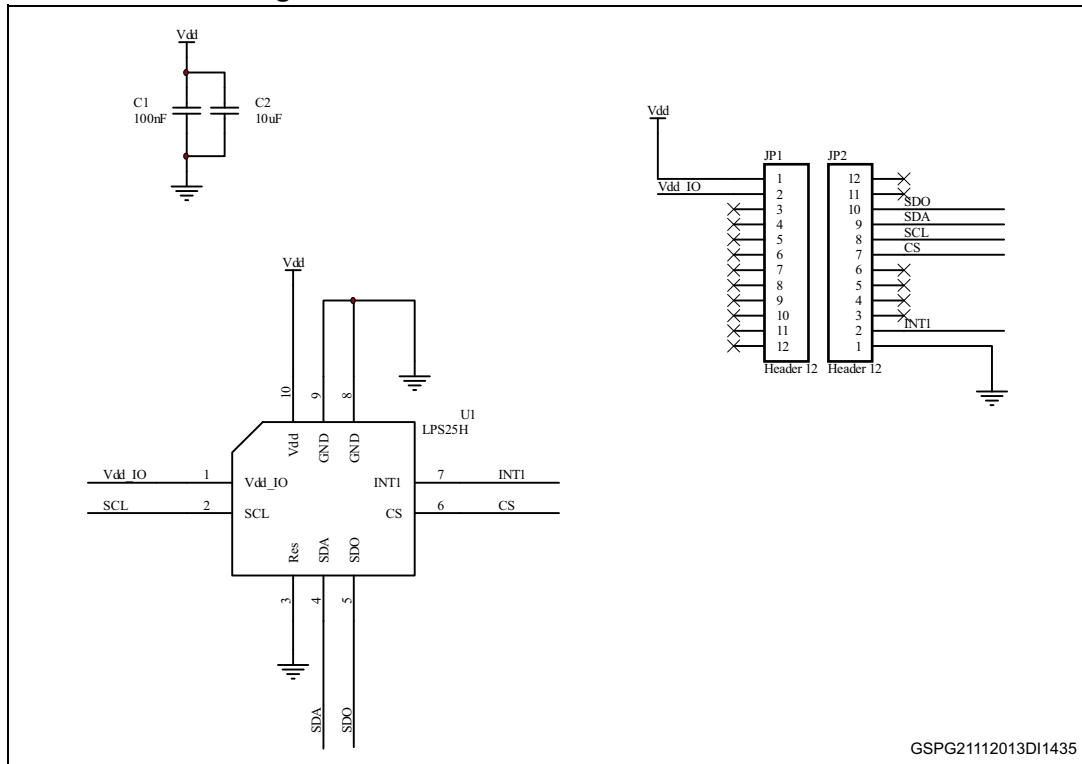 Vdd
C1
100nF
C2
10uF
Vdd
Vdd_IO
JP1
1
2
3
4
5
6
7
8
9
10
11
12
Header 12
JP2
12
11
10
9
8
7
6
5
4
3
2
1
Header 12
SDO
SDA
SCL
CS
INT1
Vdd
10
9
8
U1
LPS25H
Vdd
GND
GND
Vdd_IO
1
Vdd_IO
INT1
7
INT1
SCL
2
SCL
CS
6
CS
Res
SDA
SDO
3
4
5
SDA
SDO
GSPG21112013DI1435